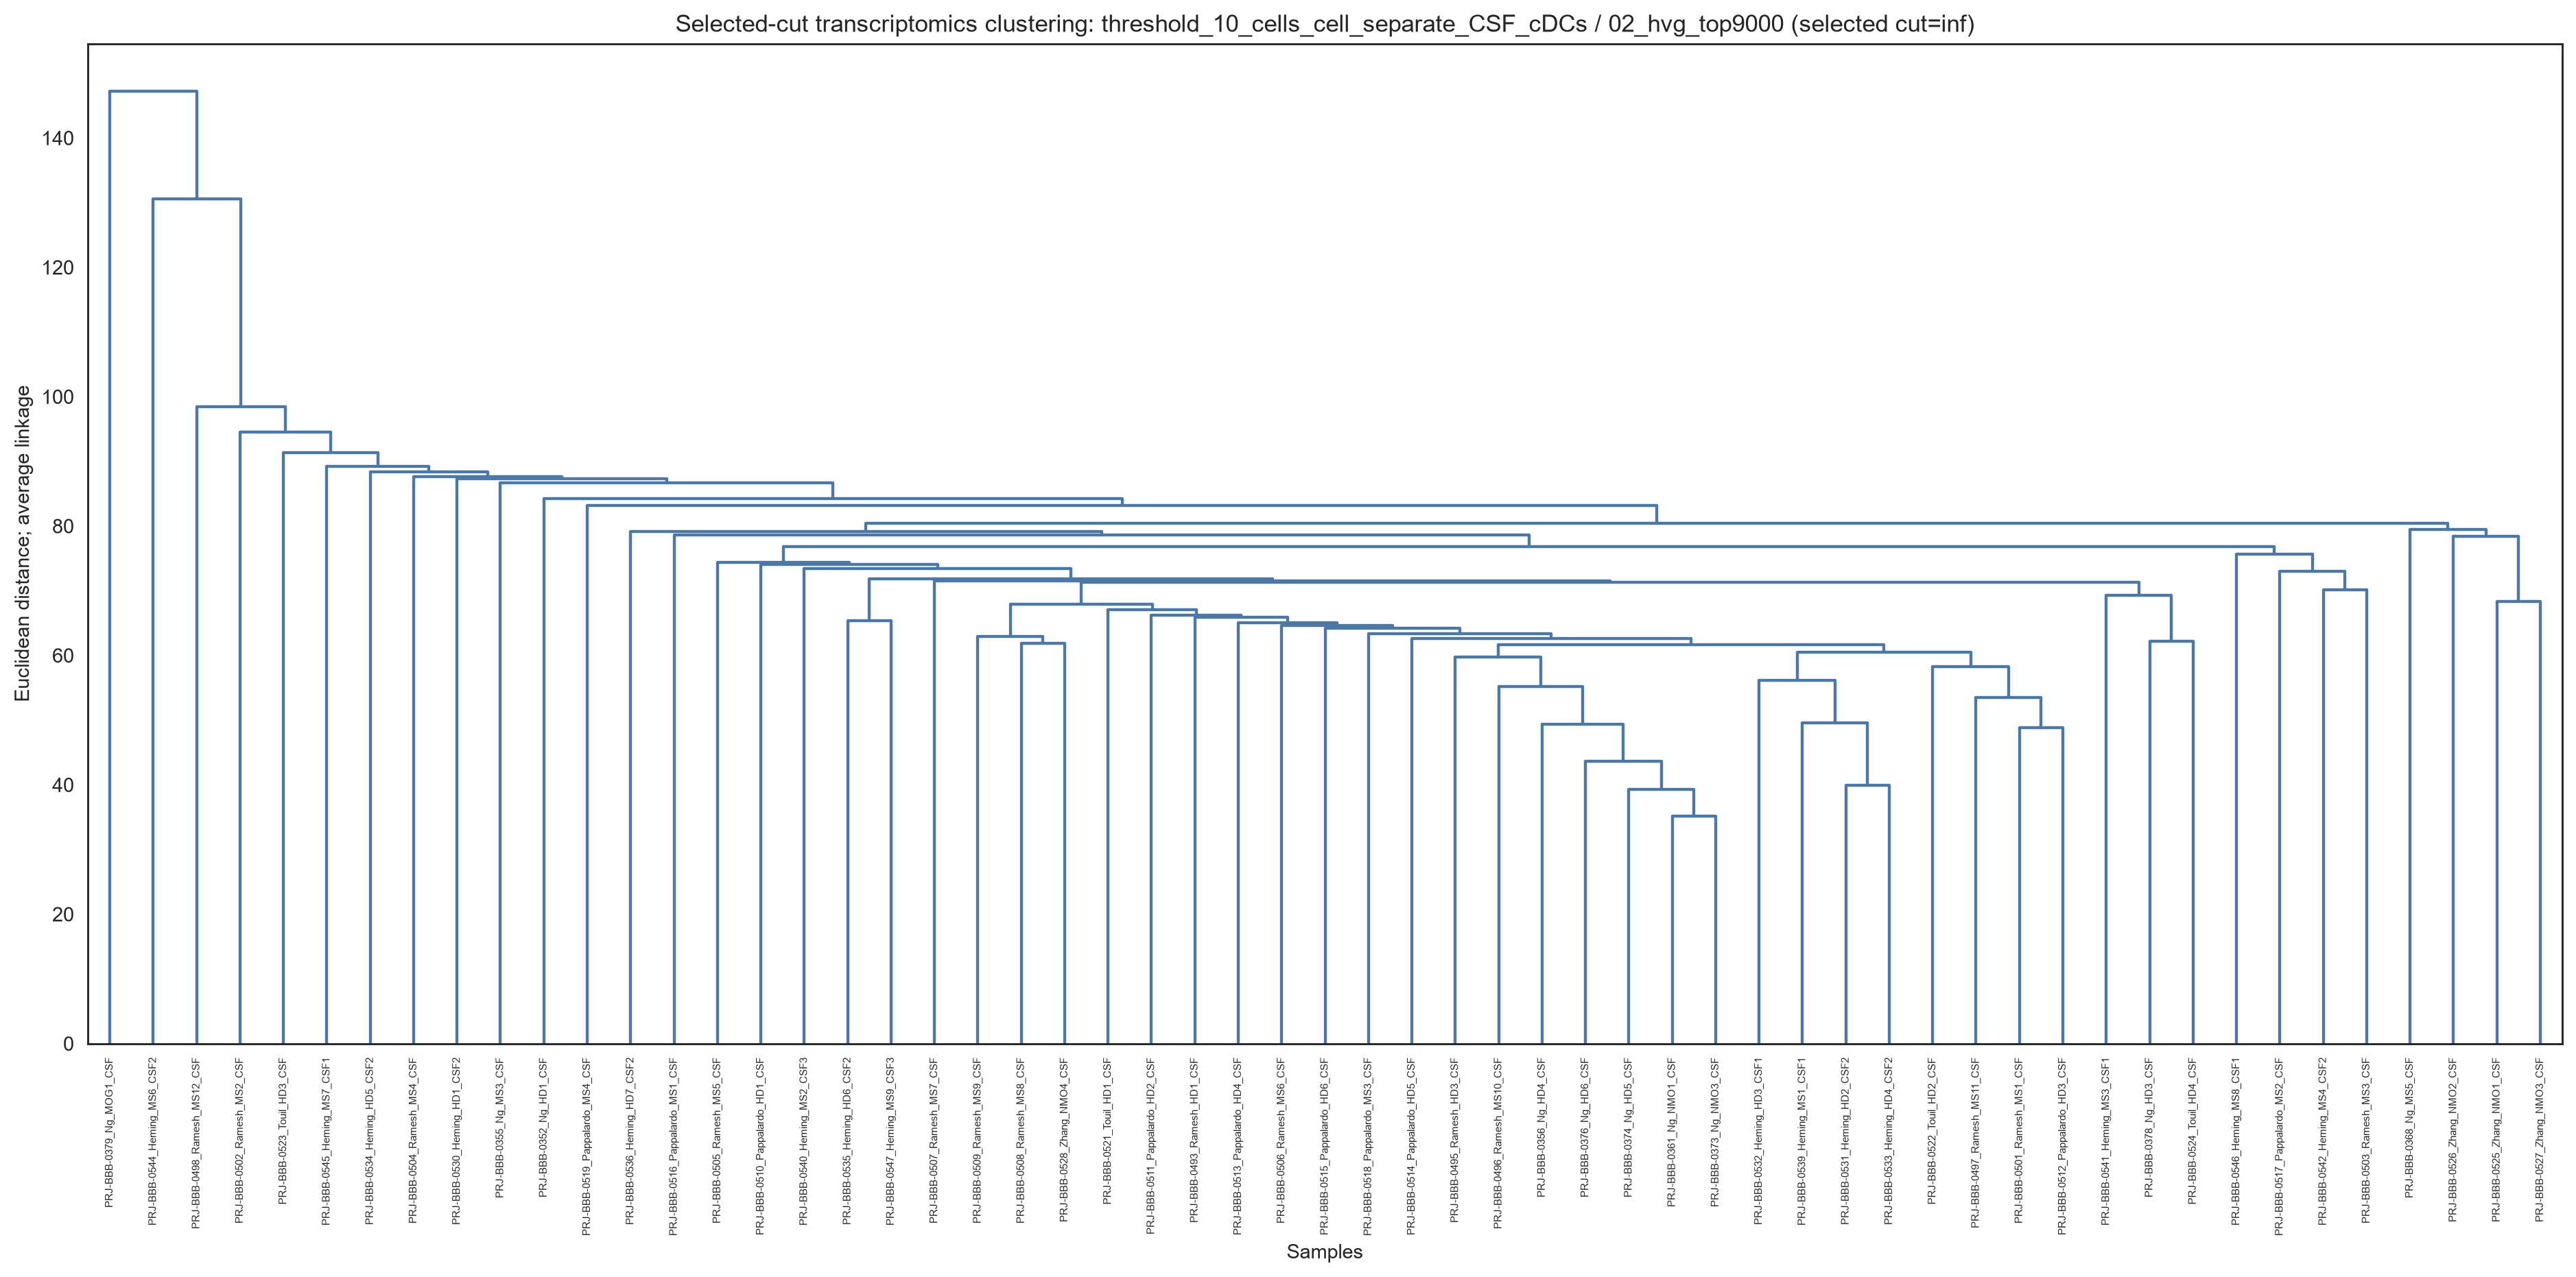 Selected-cut transcriptomics clustering: threshold_10_cells_cell_separate_CSF_cDCs / 02_hvg_top9000 (selected cut=inf)
Euclidean distance; average linkage
140
120
100
80
60
40
20
0
PRJ-BBB-0379_Ng_MOG1_CSF
PRJ-BBB-0544_Heming_MS6_CSF2
PRJ-BBB-0498_Ramesh_MS12_CSF
PRJ-BBB-0502_Ramesh_MS2_CSF
PRJ-BBB-0523_Touil_HD3_CSF
PRJ-BBB-0545_Heming_MS7_CSF1
PRJ-BBB-0534_Heming_HD5_CSF2
PRJ-BBB-0504_Ramesh_MS4_CSF
PRJ-BBB-0530_Heming_HD1_CSF2
PRJ-BBB-0355_Ng_MS3_CSF
PRJ-BBB-0352_Ng_HD1_CSF
PRJ-BBB-0519_Pappalardo_MS4_CSF
PRJ-BBB-0536_Heming_HD7_CSF2
PRJ-BBB-0516_Pappalardo_MS1_CSF
PRJ-BBB-0505_Ramesh_MS5_CSF
PRJ-BBB-0510_Pappalardo_HD1_CSF
PRJ-BBB-0540_Heming_MS2_CSF3
PRJ-BBB-0535_Heming_HD6_CSF2
PRJ-BBB-0547_Heming_MS9_CSF3
PRJ-BBB-0507_Ramesh_MS7_CSF
PRJ-BBB-0509_Ramesh_MS9_CSF
PRJ-BBB-0508_Ramesh_MS8_CSF
PRJ-BBB-0528_Zhang_NMO4_CSF
PRJ-BBB-0521_Touil_HD1_CSF
PRJ-BBB-0511_Pappalardo_HD2_CSF
PRJ-BBB-0493_Ramesh_HD1_CSF
PRJ-BBB-0513_Pappalardo_HD4_CSF
PRJ-BBB-0506_Ramesh_MS6_CSF
PRJ-BBB-0515_Pappalardo_HD6_CSF
PRJ-BBB-0518_Pappalardo_MS3_CSF
PRJ-BBB-0514_Pappalardo_HD5_CSF
PRJ-BBB-0495_Ramesh_HD3_CSF
PRJ-BBB-0496_Ramesh_MS10_CSF
PRJ-BBB-0356_Ng_HD4_CSF
PRJ-BBB-0376_Ng_HD6_CSF
PRJ-BBB-0374_Ng_HD5_CSF
PRJ-BBB-0361_Ng_NMO1_CSF
PRJ-BBB-0373_Ng_NMO3_CSF
PRJ-BBB-0532_Heming_HD3_CSF1
PRJ-BBB-0539_Heming_MS1_CSF1
PRJ-BBB-0531_Heming_HD2_CSF2
PRJ-BBB-0533_Heming_HD4_CSF2
PRJ-BBB-0522_Touil_HD2_CSF
PRJ-BBB-0497_Ramesh_MS11_CSF
PRJ-BBB-0501_Ramesh_MS1_CSF
PRJ-BBB-0512_Pappalardo_HD3_CSF
PRJ-BBB-0541_Heming_MS3_CSF1
PRJ-BBB-0378_Ng_HD3_CSF
PRJ-BBB-0524_Touil_HD4_CSF
PRJ-BBB-0546_Heming_MS8_CSF1
PRJ-BBB-0517_Pappalardo_MS2_CSF
PRJ-BBB-0542_Heming_MS4_CSF2
PRJ-BBB-0503_Ramesh_MS3_CSF
PRJ-BBB-0368_Ng_MS5_CSF
PRJ-BBB-0526_Zhang_NMO2_CSF
PRJ-BBB-0525_Zhang_NMO1_CSF
PRJ-BBB-0527_Zhang_NMO3_CSF
Samples